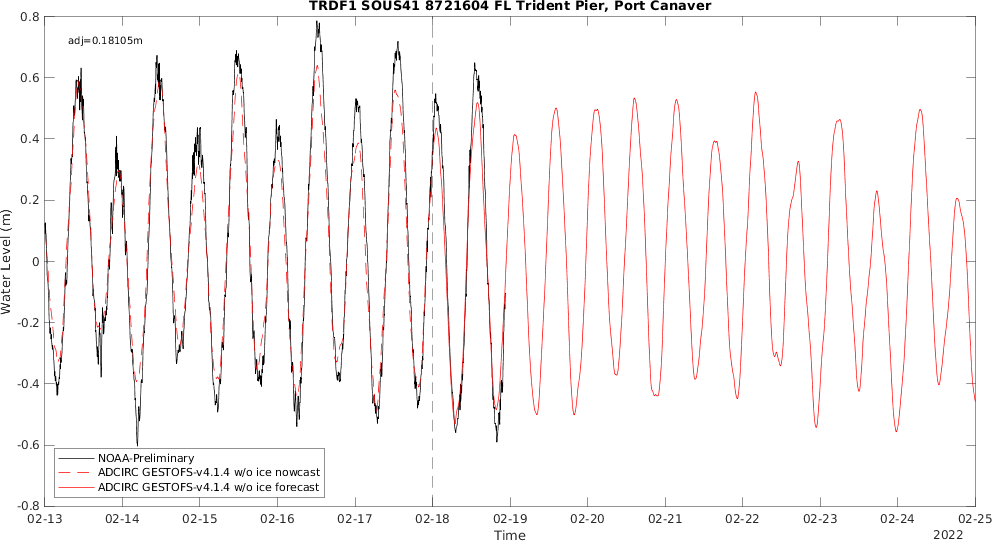 TRDF1 SOUS41 8721604 FL Trident Pier, Port Canaver
adj=0.18105m
0.8
0.6
0.4
0.2
0
-0.2
-0.4
-0.6
-0.8
Water Level (m)
NOAA-Preliminary
ADCIRC GESTOFS-v4.1.4 w/o ice nowcast
ADCIRC GESTOFS-v4.1.4 w/o ice forecast
02-13 02-14 02-15 02-16 02-17 02-18 02-19 02-20 02-21 02-22 02-23 02-24 02-25
Time
2022